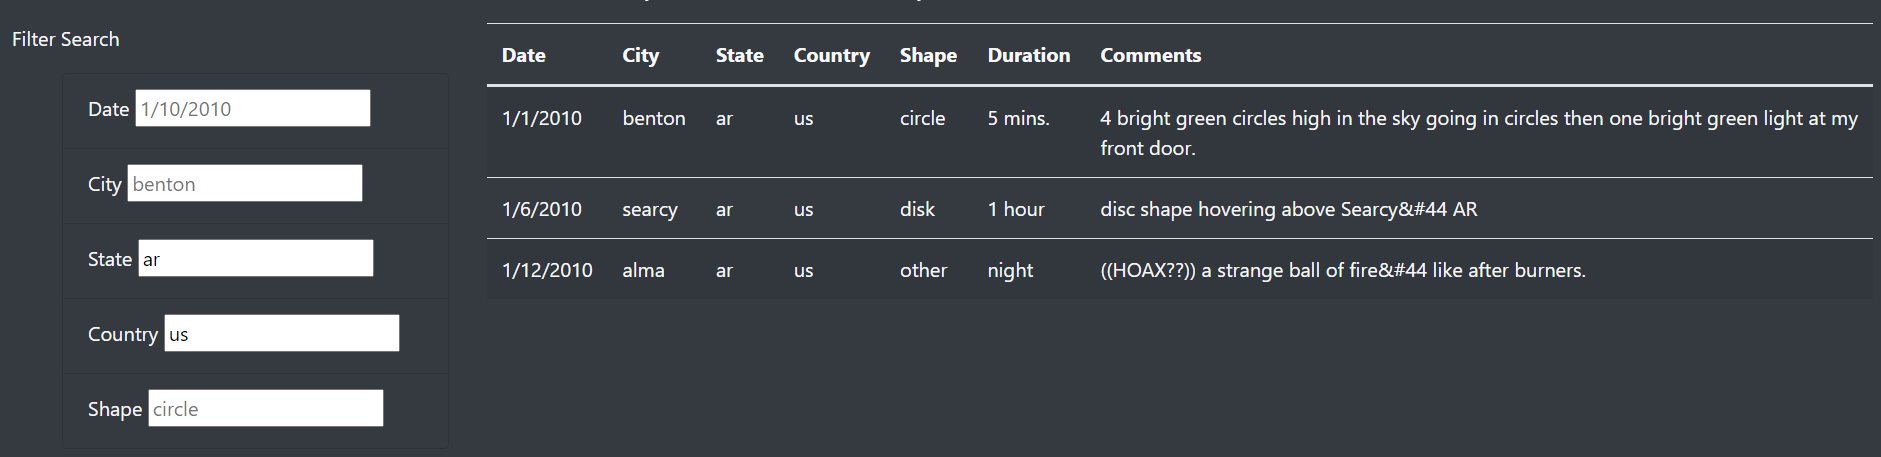 Filter Search
Date 1/10/2010
City benton
State ar
Country us
Shape circle
Date City State Country Shape Duration Comments
1/1/2010 benton ar us circle 5 mins. 4 bright green circles high in the sky going in circles then one bright green light at my
front door.
1/6/2010 searcy ar us disk 1 hour disc shape hovering above Searcy&#44 AR
1/12/2010 alma ar us other night ((HOAX??)) a strange ball of fire&#44 like after burners.